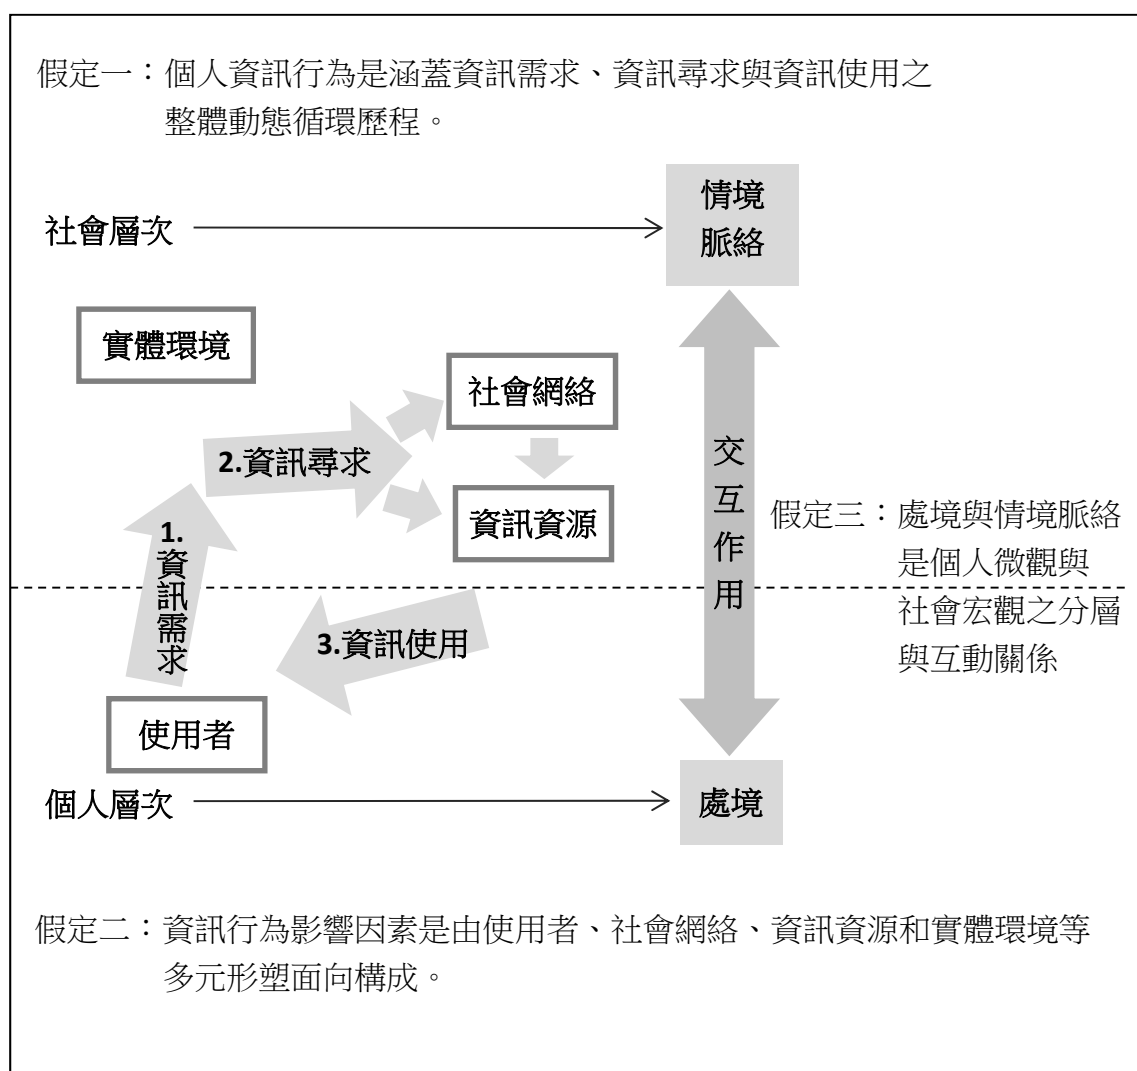 假定一：個人資訊行為是涵蓋資訊需求、資訊尋求與資訊使用之
整體動態循環歷程。
情境
脈絡
社會層次
實體環境
社會網絡
2.資訊尋求
資訊資源
1.
資訊需求
交互作用
假定三：處境與情境脈絡
是個人微觀與
社會宏觀之分層
與互動關係
3.資訊使用
使用者
個人層次
處境
假定二：資訊行為影響因素是由使用者、社會網絡、資訊資源和實體環境等
多元形塑面向構成。